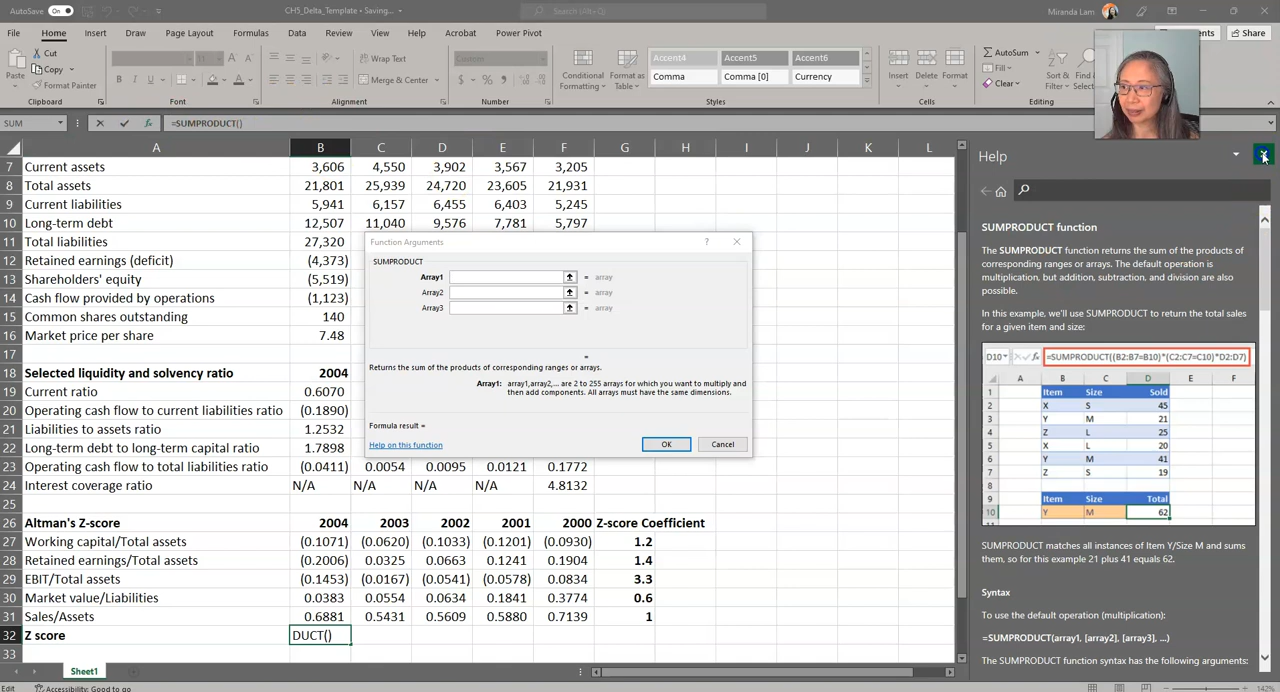 AutoSave On CH5_Delta_Template • Saving... Search (Alt+Q) Miranda Lam
File Home Insert Draw Page Layout Formulas Data Review View Help Acrobat Power Pivot Share
Cut
Copy
Format Painter
Paste
Wrap Text
Merge & Center
Custom
Conditional Formatting
Format as Table
Accent4 Accent5 Accent6
Comma Comma [0] Currency
Insert Delete Format
AutoSum
Fill
Clear
Sort & Filter
Clipboard Font Alignment Number Styles Cells Editing
SUM =SUMPRODUCT()
A B C D E F G H I J K L
7 Current assets 3,606 4,550 3,902 3,567 3,205
8 Total assets 21,801 25,939 24,720 23,605 21,931
9 Current liabilities 5,941 6,157 6,455 6,403 5,245
10 Long-term debt 12,507 11,040 9,576 7,781 5,797
11 Total liabilities 27,320
12 Retained earnings (deficit) (4,373)
13 Shareholders' equity (5,519)
14 Cash flow provided by operations (1,123)
15 Common shares outstanding 140
16 Market price per share 7.48
17
18 Selected liquidity and solvency ratio 2004
19 Current ratio 0.6070
20 Operating cash flow to current liabilities ratio (0.1890)
21 Liabilities to assets ratio 1.2532
22 Long-term debt to long-term capital ratio 1.7898
23 Operating cash flow to total liabilities ratio (0.0411) 0.0054 0.0095 0.0121 0.1772
24 Interest coverage ratio N/A N/A N/A N/A 4.8132
25
26 Altman's Z-score 2004 2003 2002 2001 2000 Z-score Coefficient
27 Working capital/Total assets (0.1071) (0.0620) (0.1033) (0.1201) (0.0930) 1.2
28 Retained earnings/Total assets (0.2006) 0.0625 0.0663 0.1241 0.1904 1.4
29 EBIT/Total assets (0.1453) (0.0167) (0.0541) (0.0578) 0.0834 3.3
30 Market value/Liabilities 0.0383 0.0554 0.0634 0.1841 0.3774 0.6
31 Sales/Assets 0.6881 0.5431 0.5609 0.5880 0.7139 1
32 Z score DUCT()
33
Sheet1
Edit Accessibility: Good to go 142%
Function Arguments ?
SUMPRODUCT
Array1 = array
Array2 = array
Array3 = array
=
Returns the sum of the products of corresponding ranges or arrays.
Array1: array1,array2,... are 2 to 255 arrays for which you want to multiply and
then add components. All arrays must have the same dimensions.
Formula result =
Help on this function OK Cancel
Help
SUMPRODUCT function
The SUMPRODUCT function returns the sum of the products of
corresponding ranges or arrays. The default operation is
multiplication, but addition, subtraction, and division are also
possible.
In this example, we'll use SUMPRODUCT to return the total sales
for a given item and size:
D10 fx =SUMPRODUCT((B2:B7=B10)*(C2:C7=C10)*D2:D7)
A B C D E F
1 Item Size Sold
2 X S 45
3 Y M 21
4 Z L 25
5 X L 20
6 Y M 41
7 Z S 19
8
9 Item Size Total
10 Y M 62
SUMPRODUCT matches all instances of Item Y/Size M and sums
them, so for this example 21 plus 41 equals 62.
Syntax
To use the default operation (multiplication):
=SUMPRODUCT(array1, [array2], [array3], ...)
The SUMPRODUCT function syntax has the following arguments: